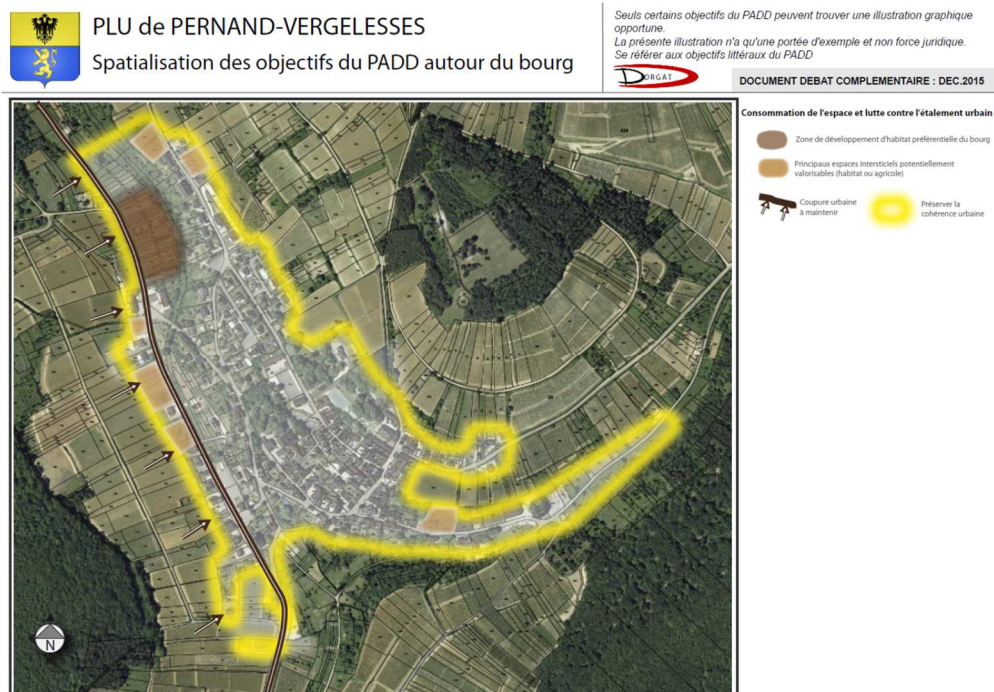 PLU de PERNAND-VERGELESSES
Spatialisation des objectifs du PADD autour du bourg
Seuls certains objectifs du PADD peuvent trouver une illustration graphique
opportune.
La présente illustration n'a qu'une portée d'exemple et non force juridique.
Se référer aux objectifs littéraux du PADD
DORGAT
DOCUMENT DEBAT COMPLEMENTAIRE : DEC.2015
Consommation de l'espace et lutte contre l'étalement urbain
Zone de développement d'habitat préférentielle du bourg
Principaux espaces intersticiels potentiellement
valorisables (habitat ou agricole)
Coupure urbaine
à maintenir
Préserver la
cohérence urbaine
N